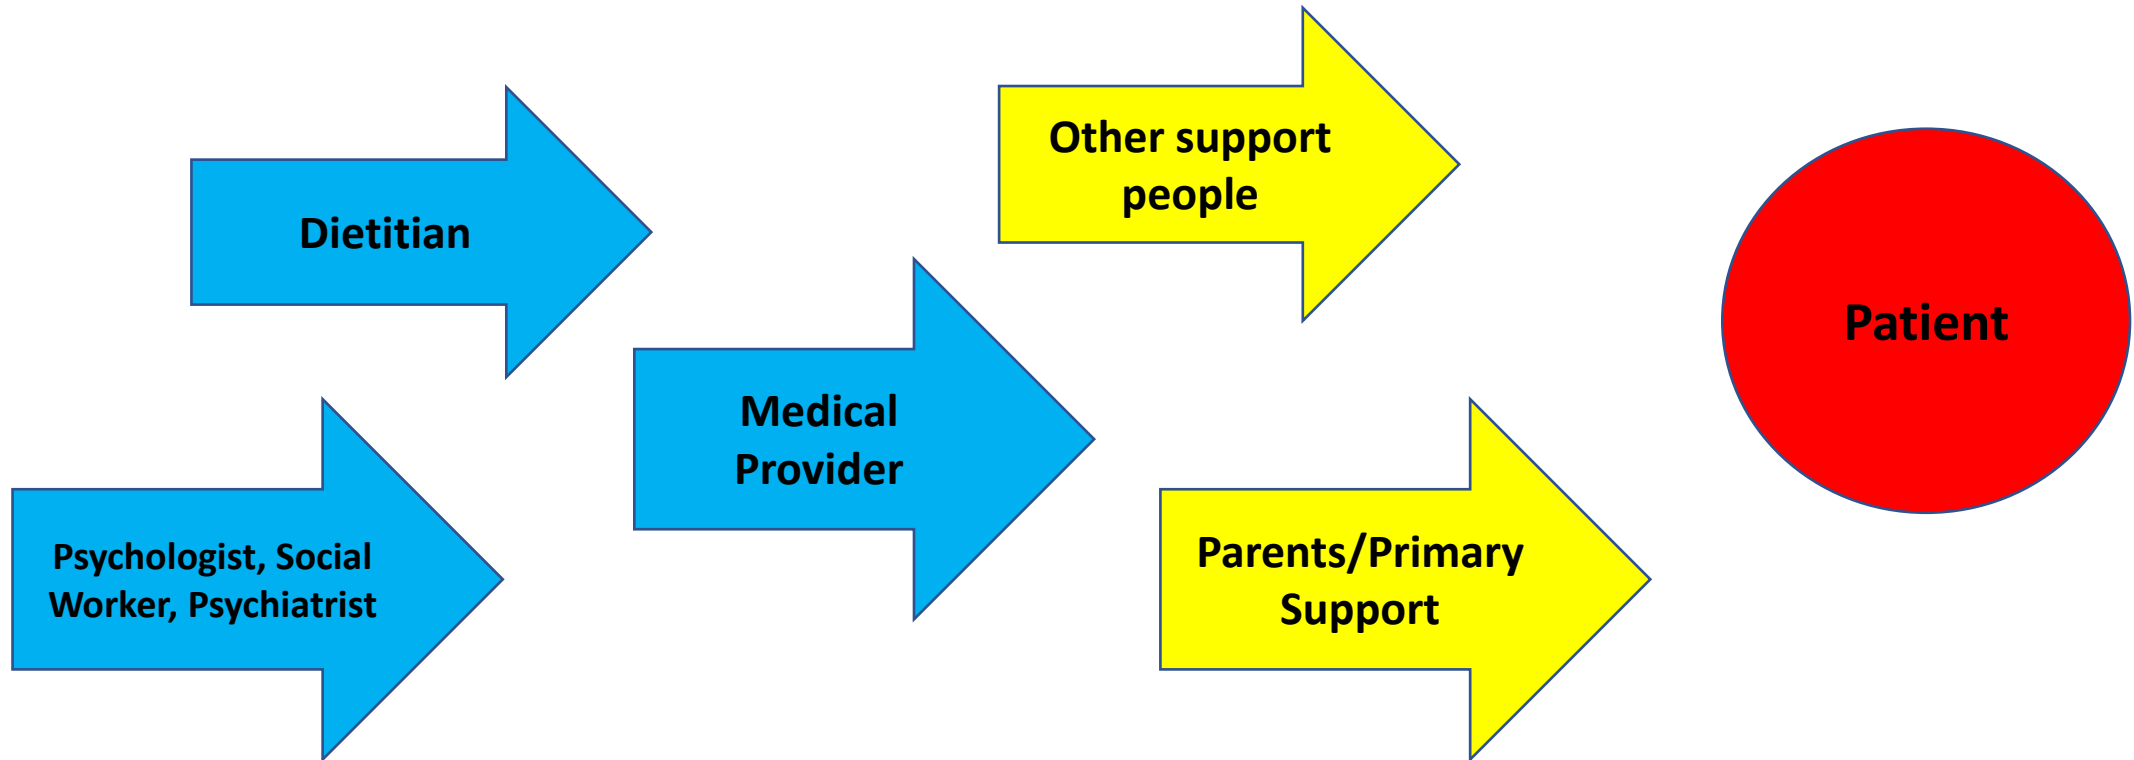 Dietitian
Psychologist, Social
Worker, Psychiatrist
Medical
Provider
Other support
people
Parents/Primary
Support
Patient